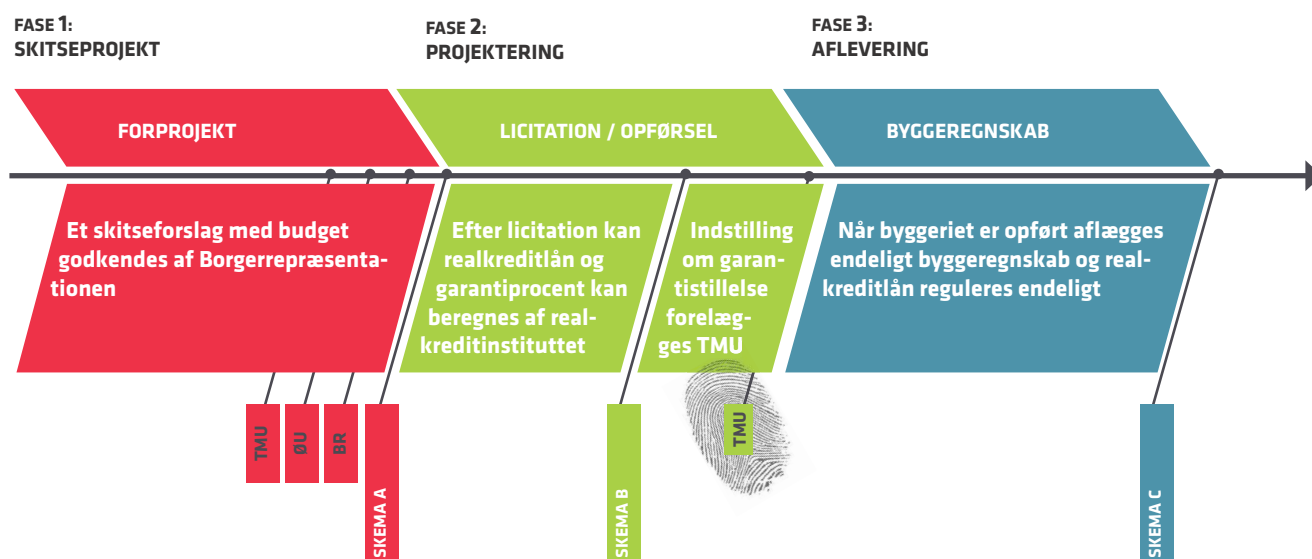 FASE 1:
SKITSEPROJEKT
FASE 2:
PROJEKTERING
FASE 3:
AFLEVERING
FORPROJEKT
LICITATION / OPFØRSEL
BYGGEREGNSKAB
Et skitseforslag med budget
godkendes af Borgerrepræsenta-
tionen
Efter licitation kan
realkreditlån og
garantiprocent kan
beregnes af real-
kreditinstituttet
Indstilling
om garan-
tistillelse
forelæg-
ges TMU
Når byggeriet er opført aflægges
endeligt byggeregnskab og real-
kreditlån reguleres endeligt
TMU
ØU
BR
SKEMA A
SKEMA B
TMU
SKEMA C